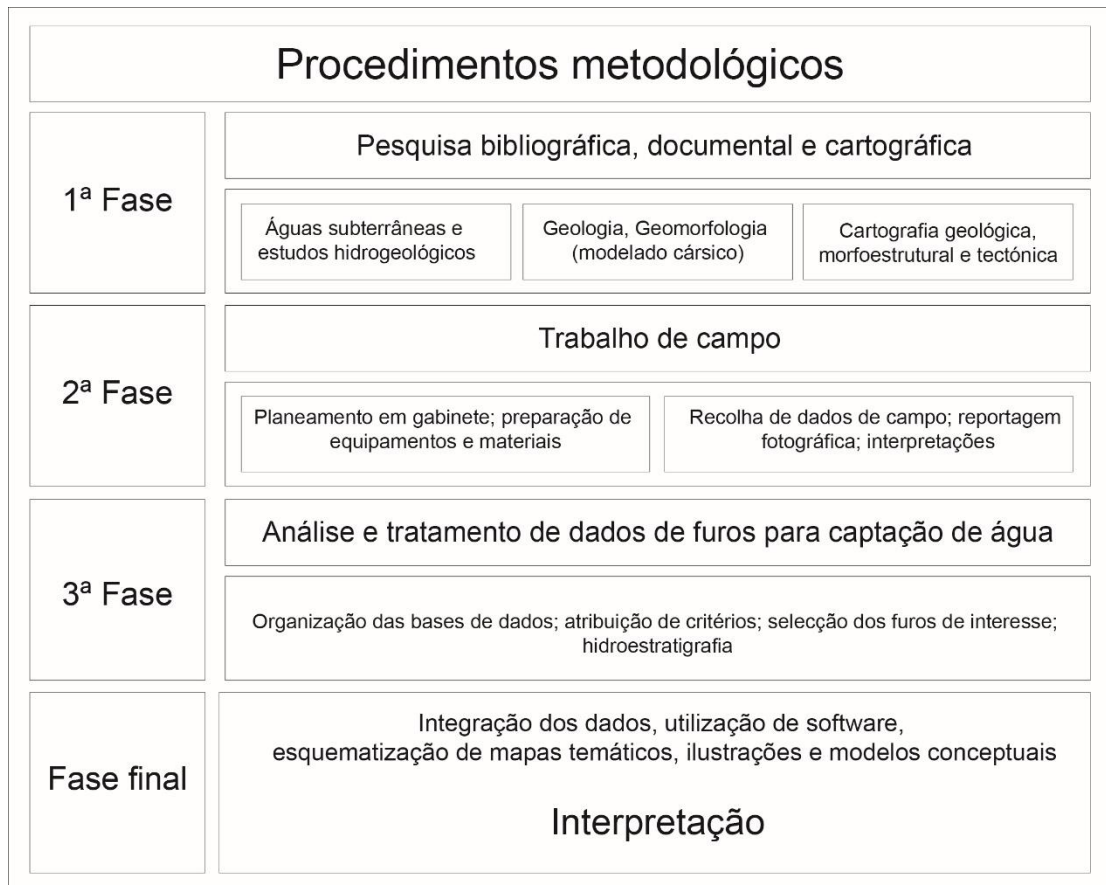 Procedimentos metodológicos
1ª Fase
Pesquisa bibliográfica, documental e cartográfica
Águas subterrâneas e
estudos hidrogeológicos
Geologia, Geomorfologia
(modelado cársico)
Cartografia geológica,
morfoestrutural e tectónica
2ª Fase
Trabalho de campo
Planeamento em gabinete; preparação de
equipamentos e materiais
Recolha de dados de campo; reportagem
fotográfica; interpretações
3ª Fase
Análise e tratamento de dados de furos para captação de água
Organização das bases de dados; atribuição de critérios; selecção dos furos de interesse;
hidroestratigrafia
Fase final
Integração dos dados, utilização de software,
esquematização de mapas temáticos, ilustrações e modelos conceptuais
Interpretação